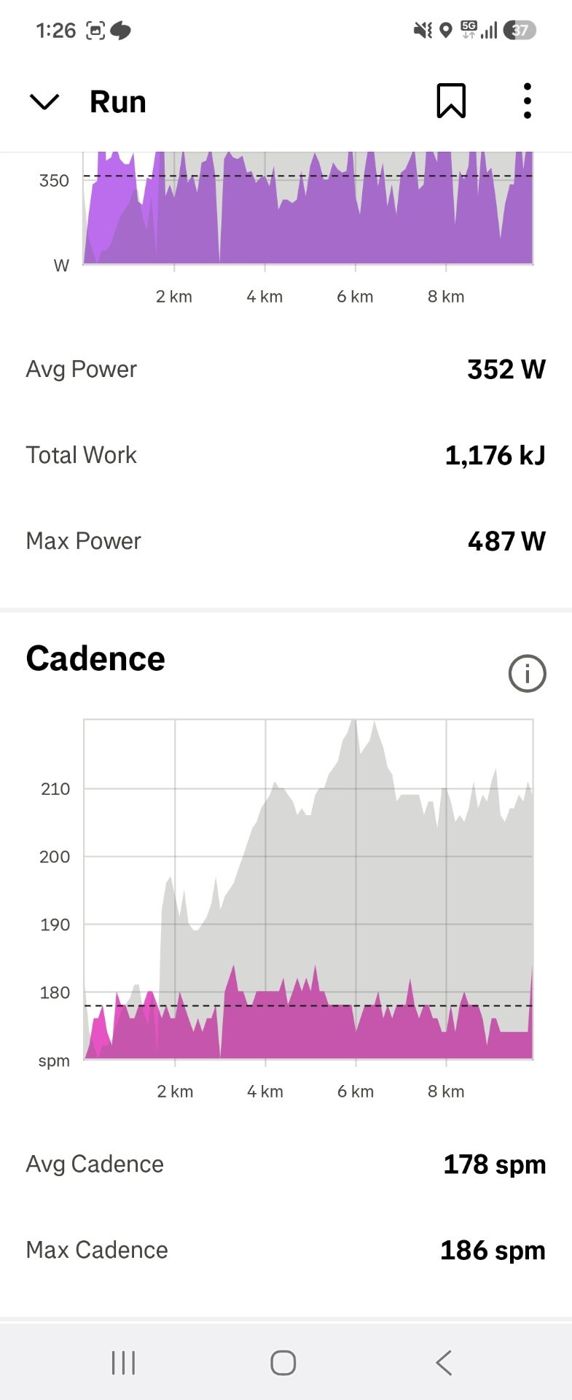 1:26
5G
37
Run
350
W
2 km 4 km 6 km 8 km
Avg Power 352 W
Total Work 1,176 kJ
Max Power 487 W
Cadence
i
210
200
190
180
spm
2 km 4 km 6 km 8 km
Avg Cadence 178 spm
Max Cadence 186 spm